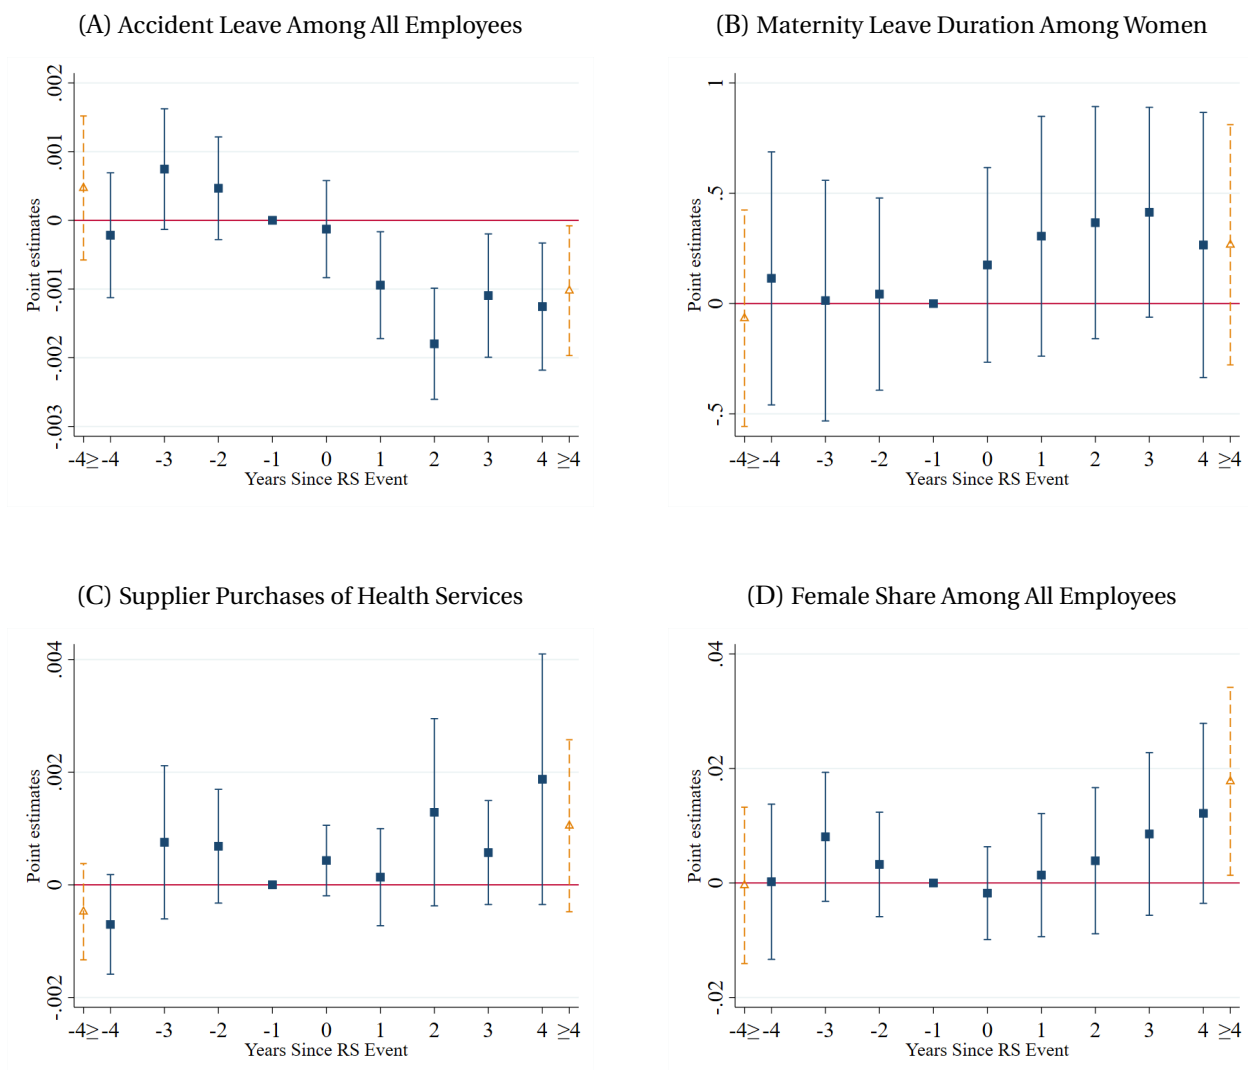 (A) Accident Leave Among All Employees
.002
.001
0
-.001
-.002
-.003
Point estimates
-4≥ -4 -3 -2 -1 0 1 2 3 4 ≥4
Years Since RS Event
(B) Maternity Leave Duration Among Women
1
.5
0
-.5
Point estimates
-4≥ -4 -3 -2 -1 0 1 2 3 4 ≥4
Years Since RS Event
(C) Supplier Purchases of Health Services
.004
.002
0
-.002
Point estimates
-4≥ -4 -3 -2 -1 0 1 2 3 4 ≥4
Years Since RS Event
(D) Female Share Among All Employees
.04
.02
0
-.02
Point estimates
-4≥ -4 -3 -2 -1 0 1 2 3 4 ≥4
Years Since RS Event